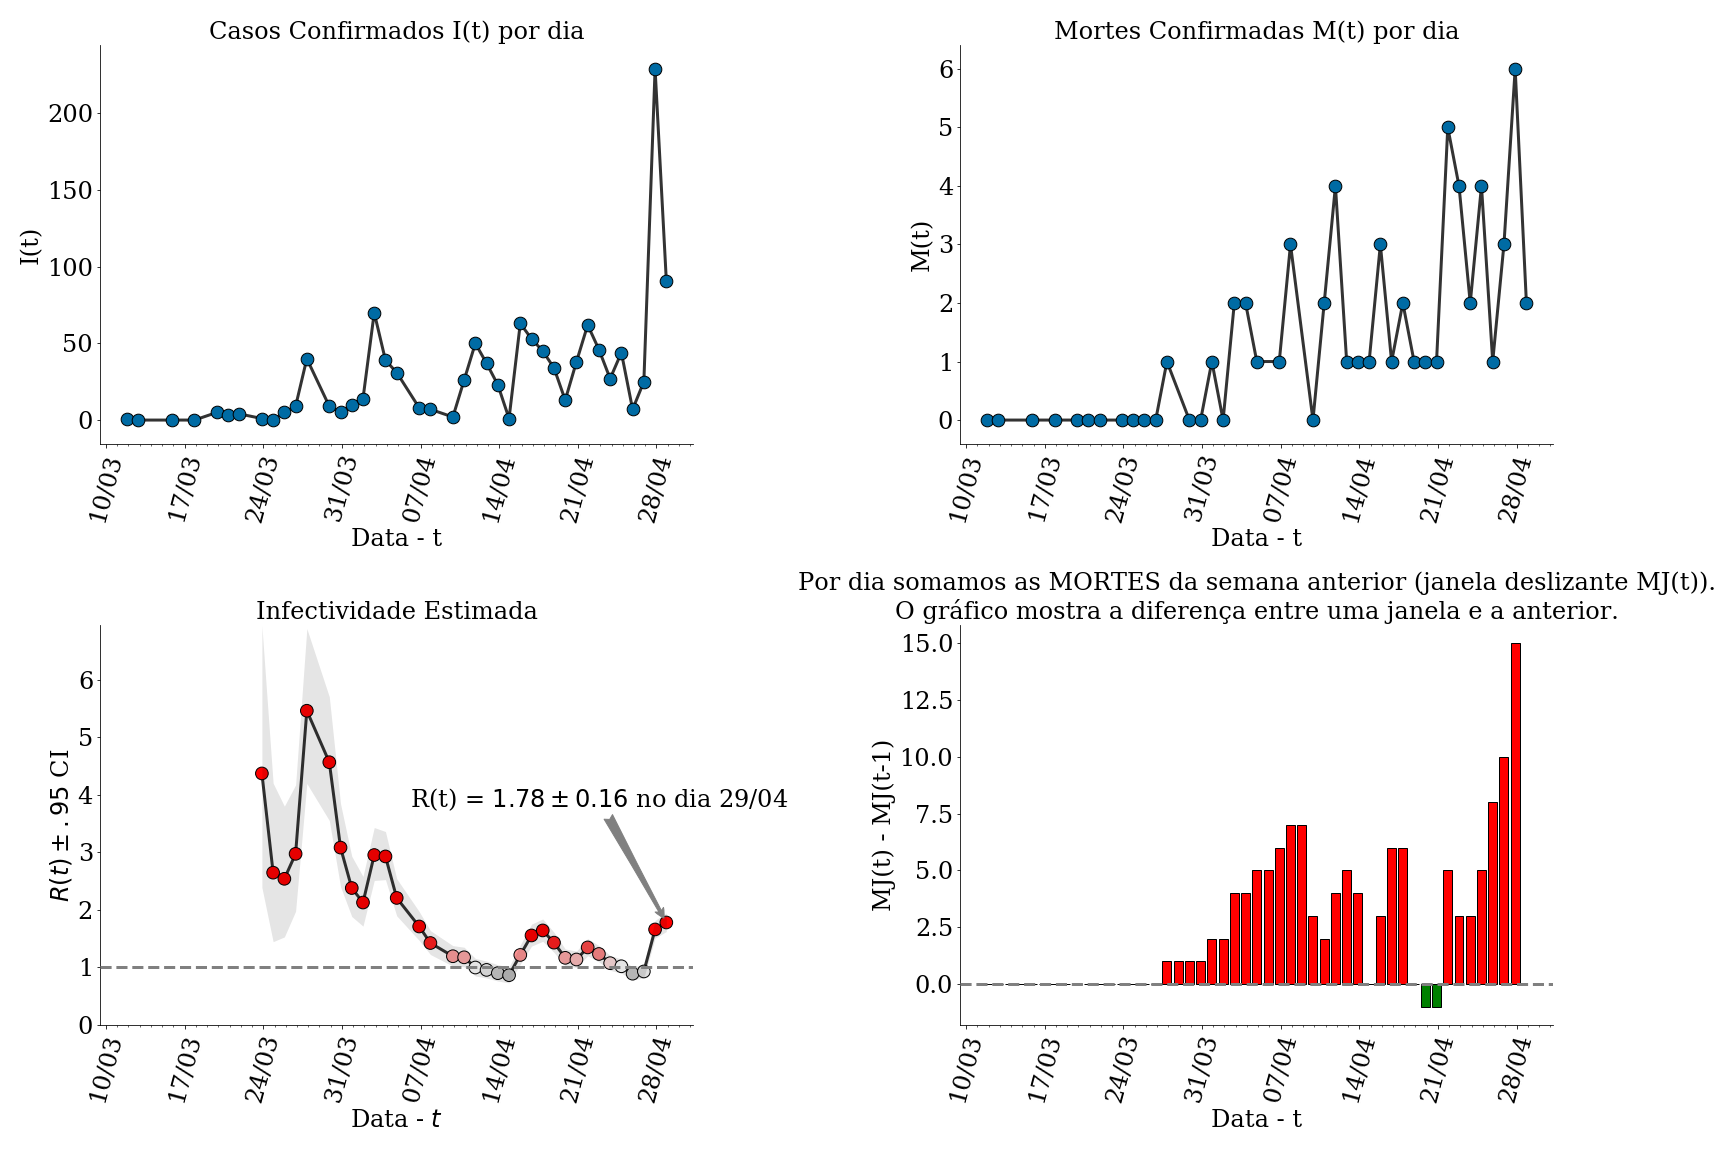 Casos Confirmados I(t) por dia
I(t)
200
150
100
50
0
10/03 17/03 24/03 31/03 07/04 14/04 21/04 28/04
Data - t
Mortes Confirmadas M(t) por dia
M(t)
6
5
4
3
2
1
0
10/03 17/03 24/03 31/03 07/04 14/04 21/04 28/04
Data - t
Infectividade Estimada
R(t) ± .95 CI
6
5
4
3
2
1
0
R(t) = 1.78 ± 0.16 no dia 29/04
10/03 17/03 24/03 31/03 07/04 14/04 21/04 28/04
Data - t
Por dia somamos as MORTES da semana anterior (janela deslizante MJ(t)).
O gráfico mostra a diferença entre uma janela e a anterior.
MJ(t) - MJ(t-1)
15.0
12.5
10.0
7.5
5.0
2.5
0.0
10/03 17/03 24/03 31/03 07/04 14/04 21/04 28/04
Data - t